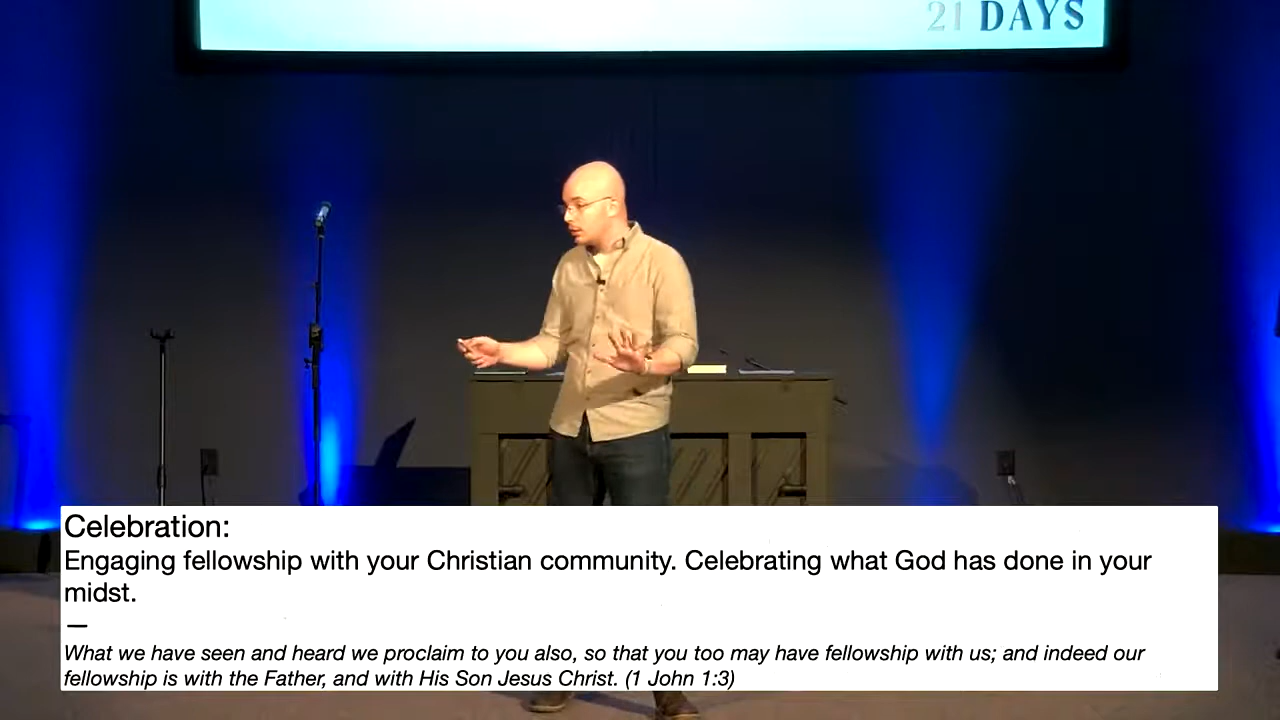 21 DAYS
Celebration:
Engaging fellowship with your Christian community. Celebrating what God has done in your
midst.
—
What we have seen and heard we proclaim to you also, so that you too may have fellowship with us; and indeed our
fellowship is with the Father, and with His Son Jesus Christ. (1 John 1:3)